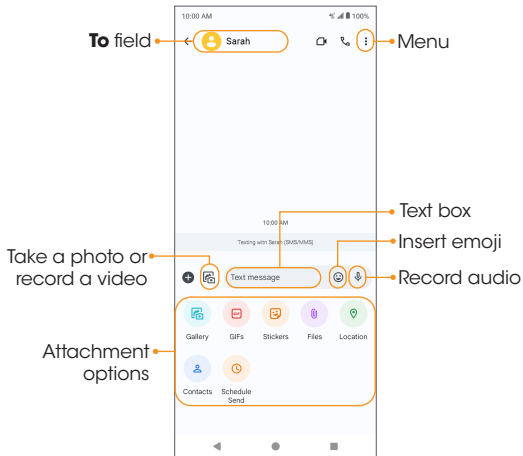 10:00 AM
100%
To field
Sarah
Menu
10:00 AM
Texting with Sarah (SMS/MMS)
Text box
Insert emoji
Take a photo or
record a video
Text message
Record audio
GIF
Gallery
GIFs
Stickers
Files
Location
Attachment
options
Contacts
Schedule
Send